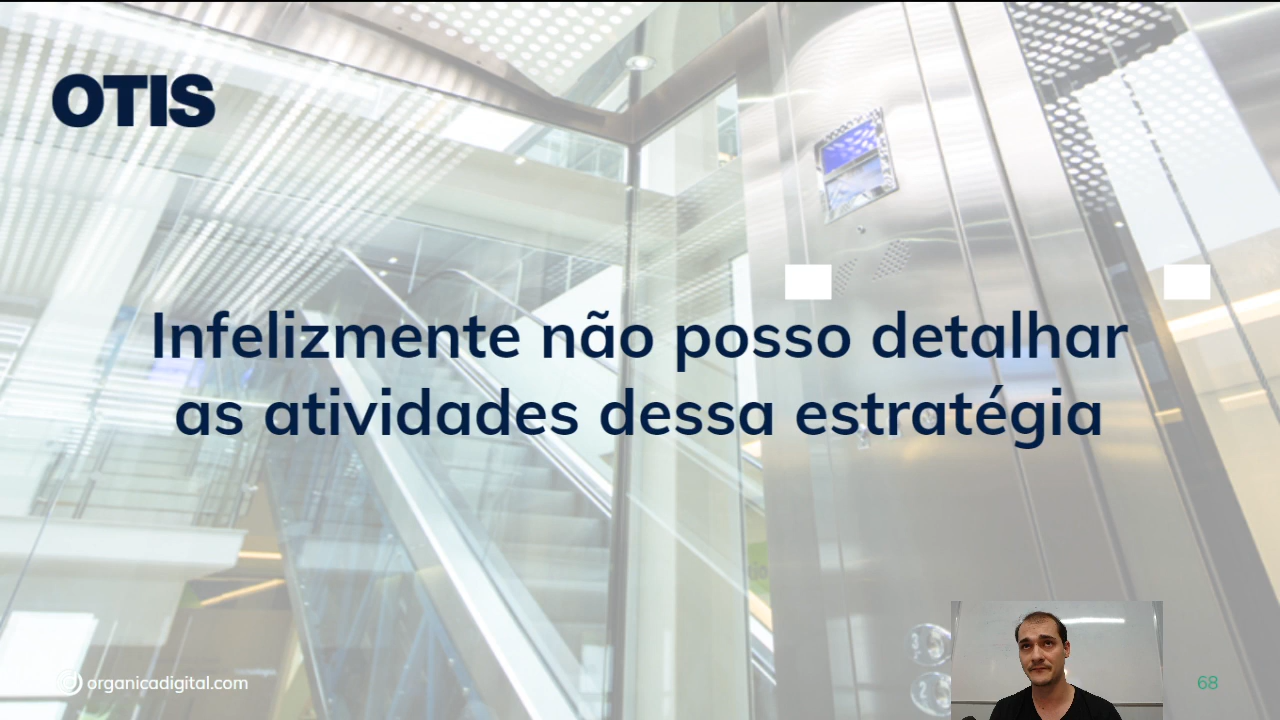 OTIS
Infelizmente não posso detalhar
as atividades dessa estratégia
organicadigital.com
68